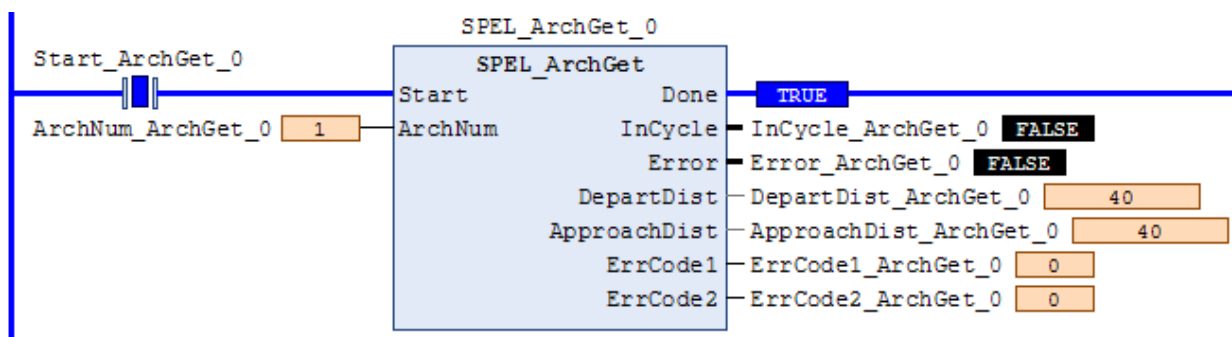 SPEL_ArchGet_0
Start_ArchGet_0 SPEL_ArchGet
Start Done TRUE
ArchNum_ArchGet_0 1 ArchNum InCycle InCycle_ArchGet_0 FALSE
Error Error_ArchGet_0 FALSE
DepartDist DepartDist_ArchGet_0 40
ApproachDist ApproachDist_ArchGet_0 40
ErrCode1 ErrCode1_ArchGet_0 0
ErrCode2 ErrCode2_ArchGet_0 0